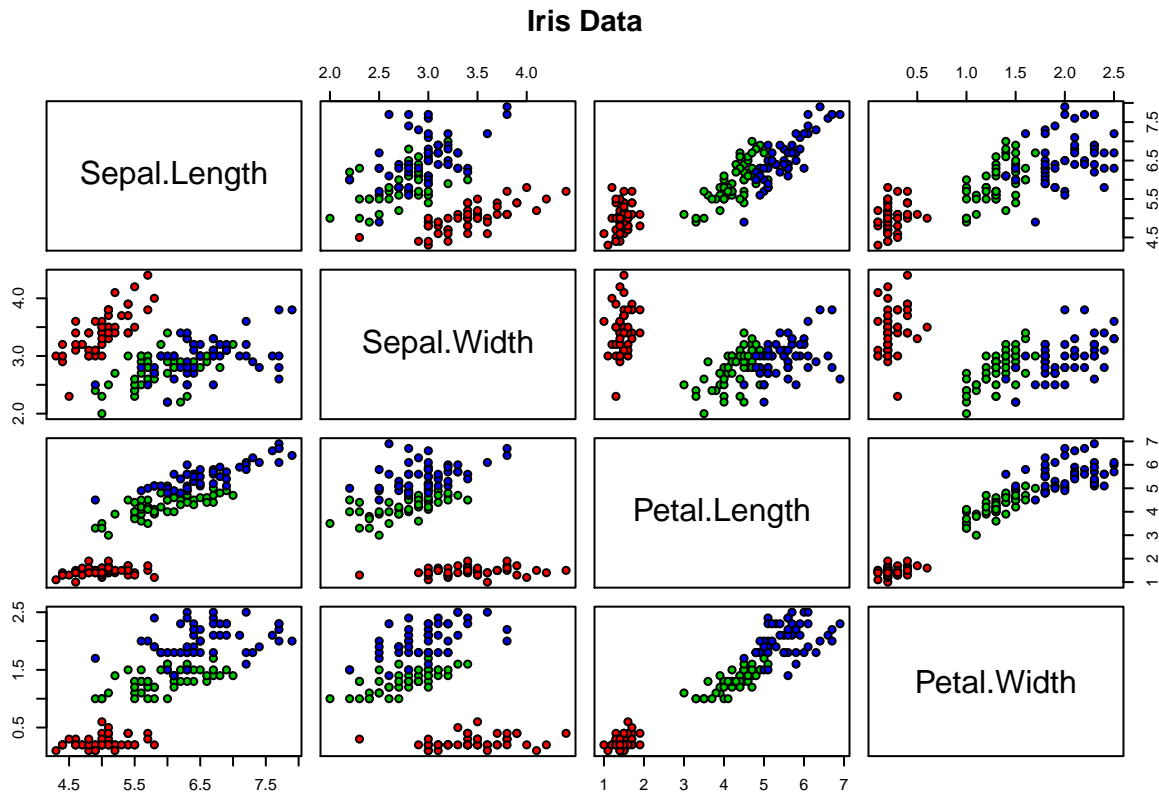 Iris Data
2.0 2.5 3.0 3.5 4.0
0.5 1.0 1.5 2.0 2.5
Sepal.Length
4.5 5.5 6.5 7.5
2.0 3.0 4.0
Sepal.Width
Petal.Length
1 2 3 4 5 6 7
0.5 1.5 2.5
Petal.Width
4.5 5.5 6.5 7.5
1 2 3 4 5 6 7